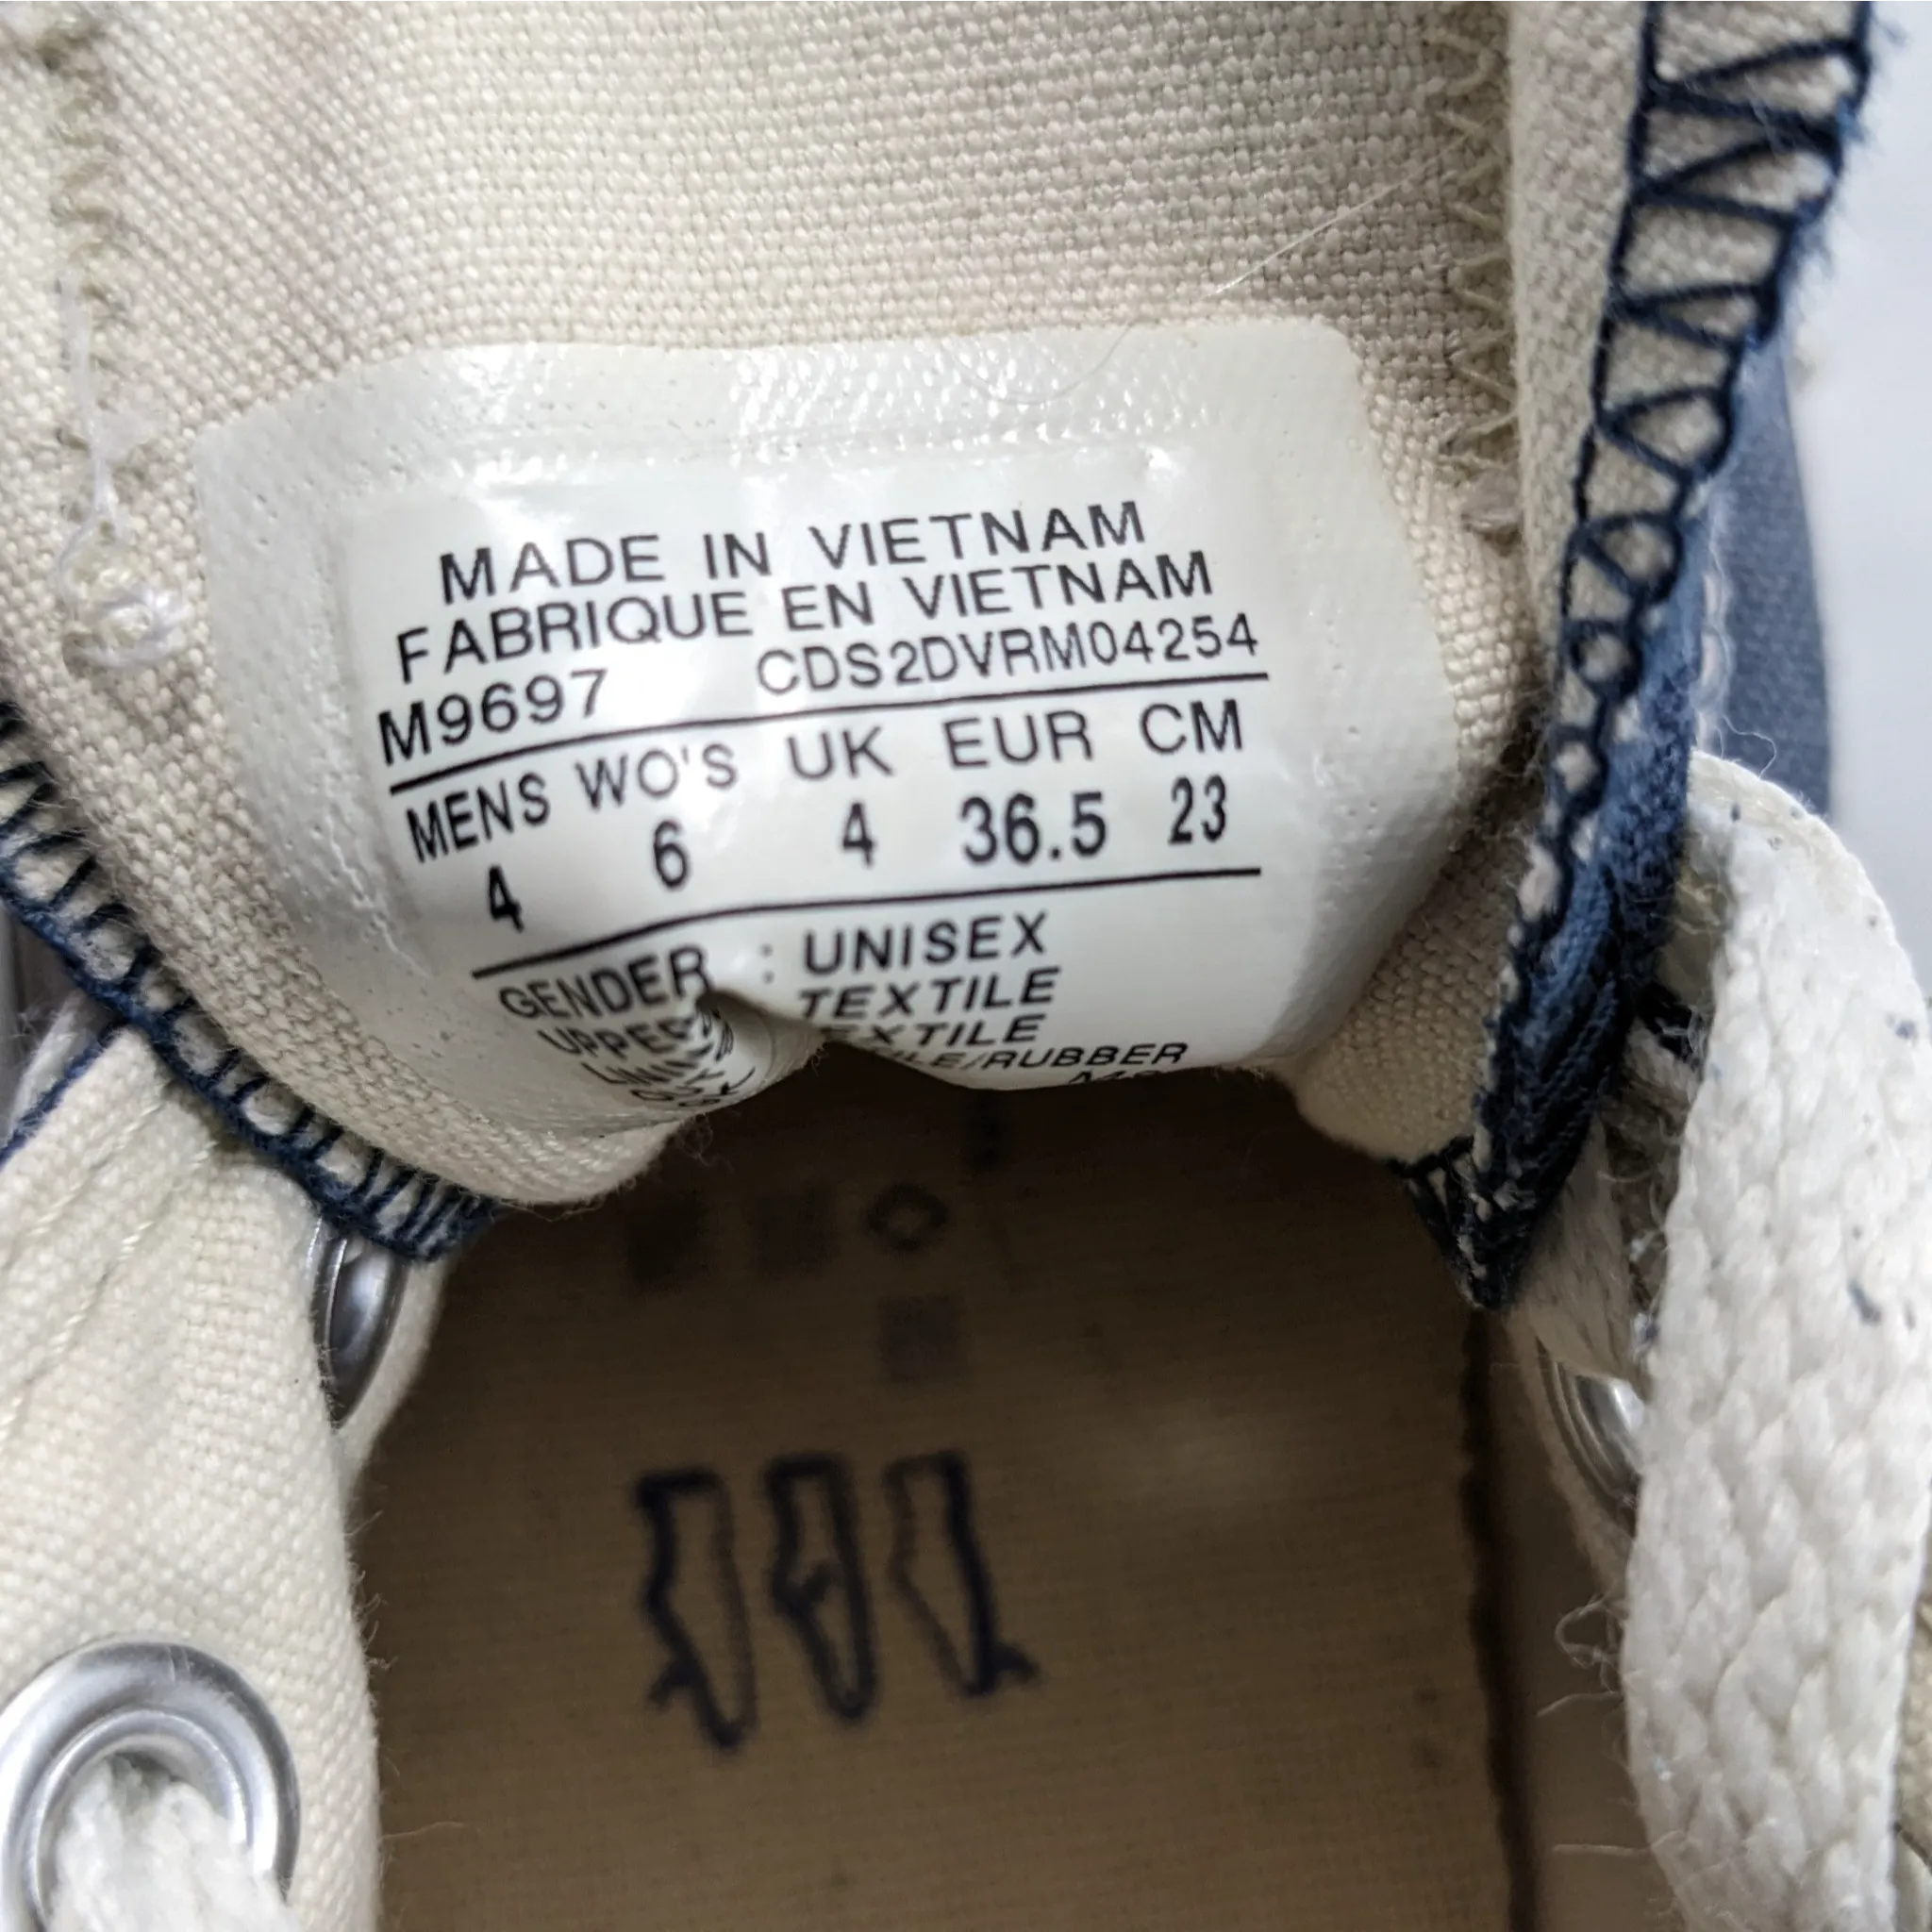 MADE IN VIETNAM
FABRIQUE EN VIETNAM
M9697 CDS2DVRM04254
MENS WO'S UK EUR CM
4 6 4 36.5 23
GENDER : UNISEX
: TEXTILE
TEXTILE
/RUBBER